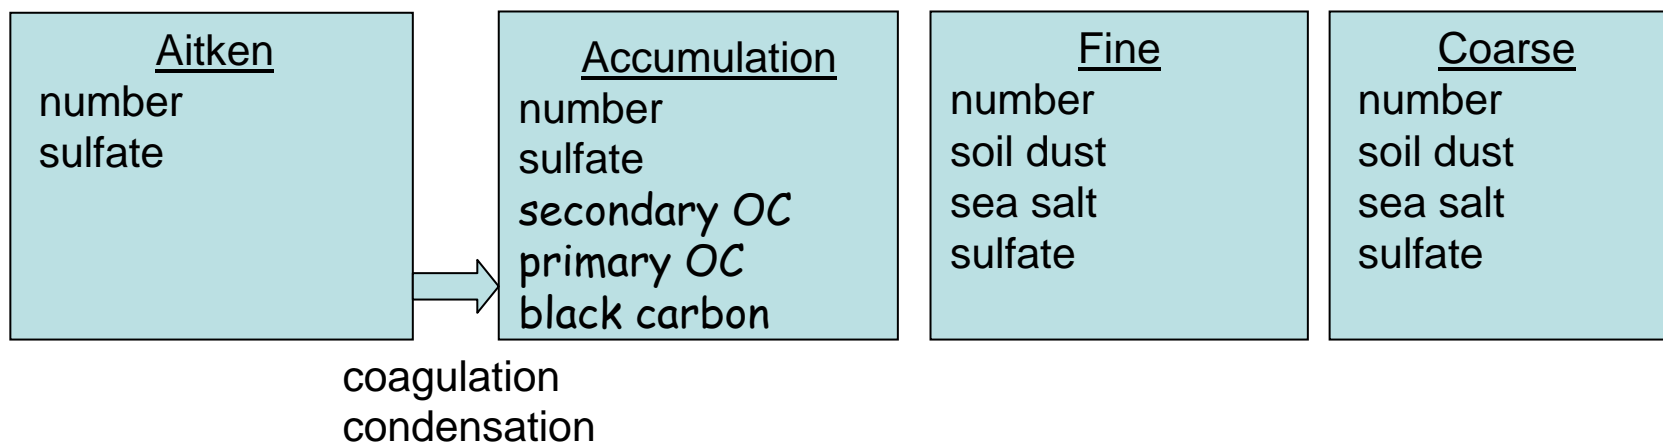 Aitken
number
sulfate
Accumulation
number
sulfate
secondary OC
primary OC
black carbon
Fine
number
soil dust
sea salt
sulfate
Coarse
number
soil dust
sea salt
sulfate
coagulation
condensation